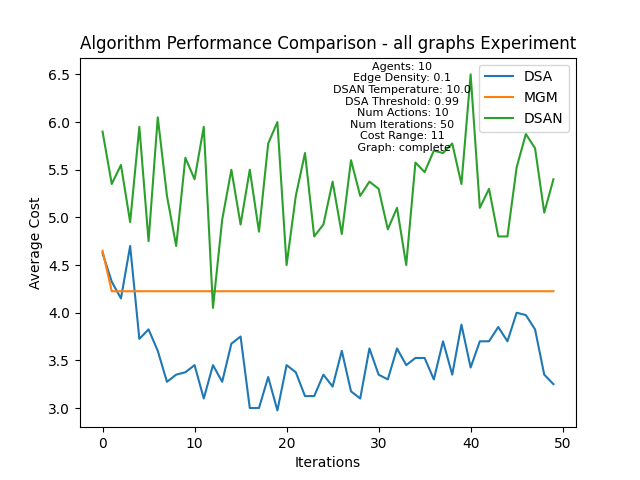 Algorithm Performance Comparison - all graphs Experiment
Agents: 10
Edge Density: 0.1
DSAN Temperature: 10.0
DSA Threshold: 0.99
Num Actions: 10
Num Iterations: 50
Cost Range: 11
Graph: complete
DSA
MGM
DSAN
Average Cost
6.5
6.0
5.5
5.0
4.5
4.0
3.5
3.0
0 10 20 30 40 50
Iterations